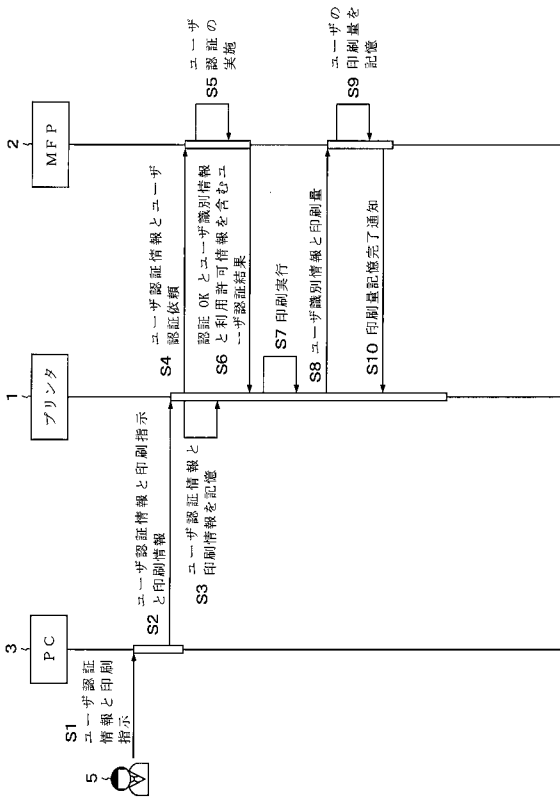 3
PC
1
プリンタ
2
MFP
5
S1
ユーザ認証
情報と印刷
指示
S2
ユーザ認証情報と印刷指示
と印刷情報
ユーザ認証情報と
印刷情報を記憶
S3
ユーザ認証情報とユーザ
認証依頼
S4
ユーザ
認証の
実施
S5
認証 OK とユーザ識別情報
と利用許可情報を含むユ
ーザ認証結果
S6
S7 印刷実行
S8 ユーザ識別情報と印刷量
ユーザの
印刷量を
記憶
S9
S10 印刷量記憶完了通知